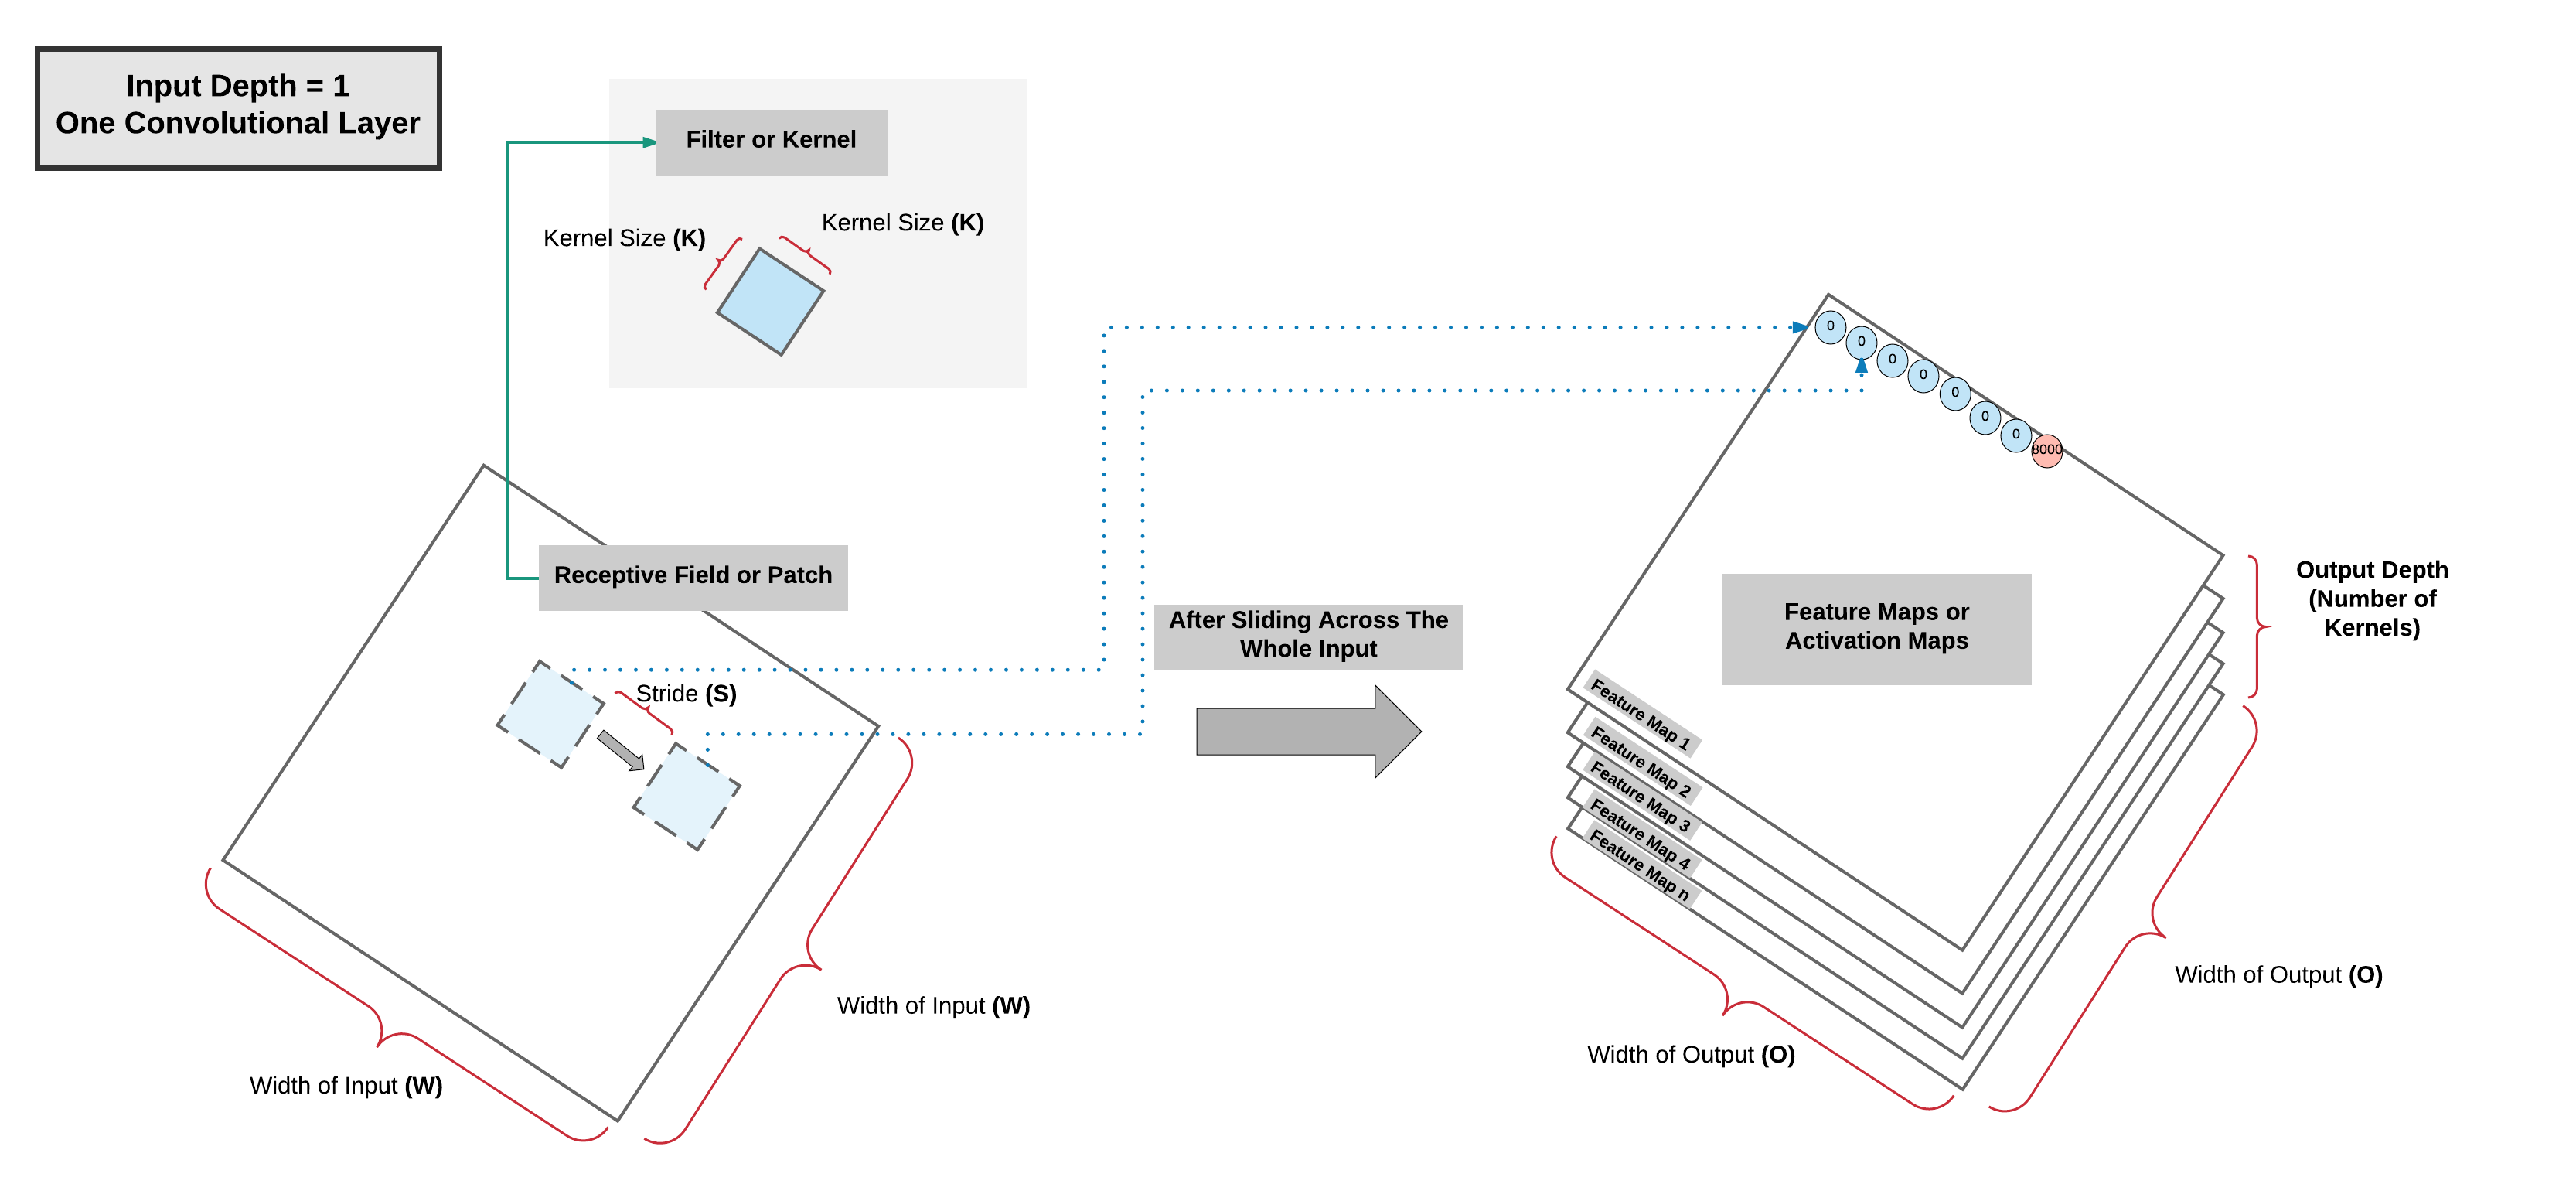 Input Depth = 1
One Convolutional Layer
Filter or Kernel
Kernel Size (K)
Kernel Size (K)
Receptive Field or Patch
Stride (S)
Width of Input (W)
Width of Input (W)
After Sliding Across The
Whole Input
0
0
0
0
0
0
0
8000
Feature Maps or
Activation Maps
Feature Map 1
Feature Map 2
Feature Map 3
Feature Map 4
Feature Map n
Output Depth
(Number of
Kernels)
Width of Output (O)
Width of Output (O)